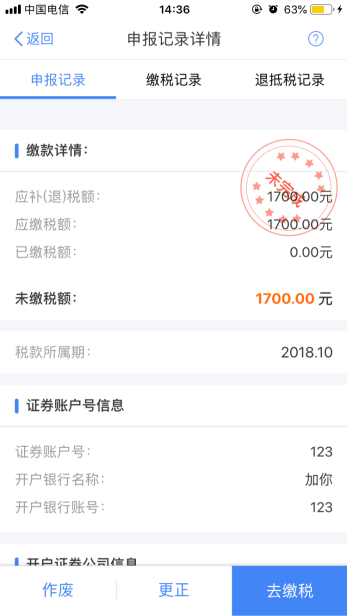 中国电信 14:36 63%
返回 申报记录详情 ?
申报记录 缴税记录 退抵税记录
缴款详情：
未完成
应补(退)税额： 1700.00元
应缴税额： 1700.00元
已缴税额： 0.00元
未缴税额： 1700.00 元
税款所属期： 2018.10
证券账户号信息
证券账户号： 123
开户银行名称： 加你
开户银行账号： 123
开户证券公司信息
作废 更正 去缴税